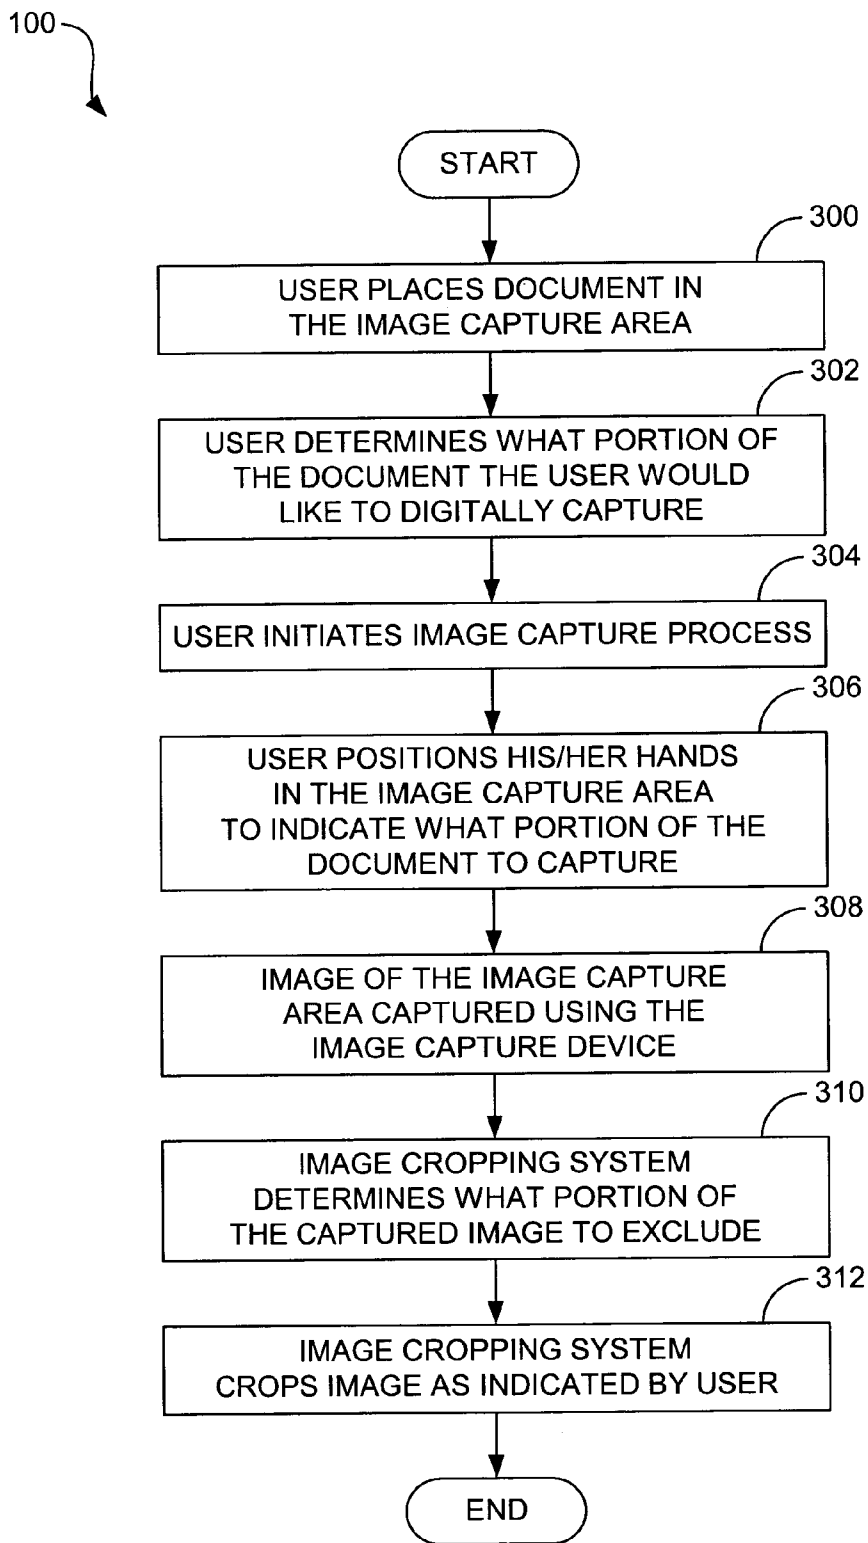 100
START
300
USER PLACES DOCUMENT IN
THE IMAGE CAPTURE AREA
302
USER DETERMINES WHAT PORTION OF
THE DOCUMENT THE USER WOULD
LIKE TO DIGITALLY CAPTURE
304
USER INITIATES IMAGE CAPTURE PROCESS
306
USER POSITIONS HIS/HER HANDS
IN THE IMAGE CAPTURE AREA
TO INDICATE WHAT PORTION OF THE
DOCUMENT TO CAPTURE
308
IMAGE OF THE IMAGE CAPTURE
AREA CAPTURED USING THE
IMAGE CAPTURE DEVICE
310
IMAGE CROPPING SYSTEM
DETERMINES WHAT PORTION OF
THE CAPTURED IMAGE TO EXCLUDE
312
IMAGE CROPPING SYSTEM
CROPS IMAGE AS INDICATED BY USER
END